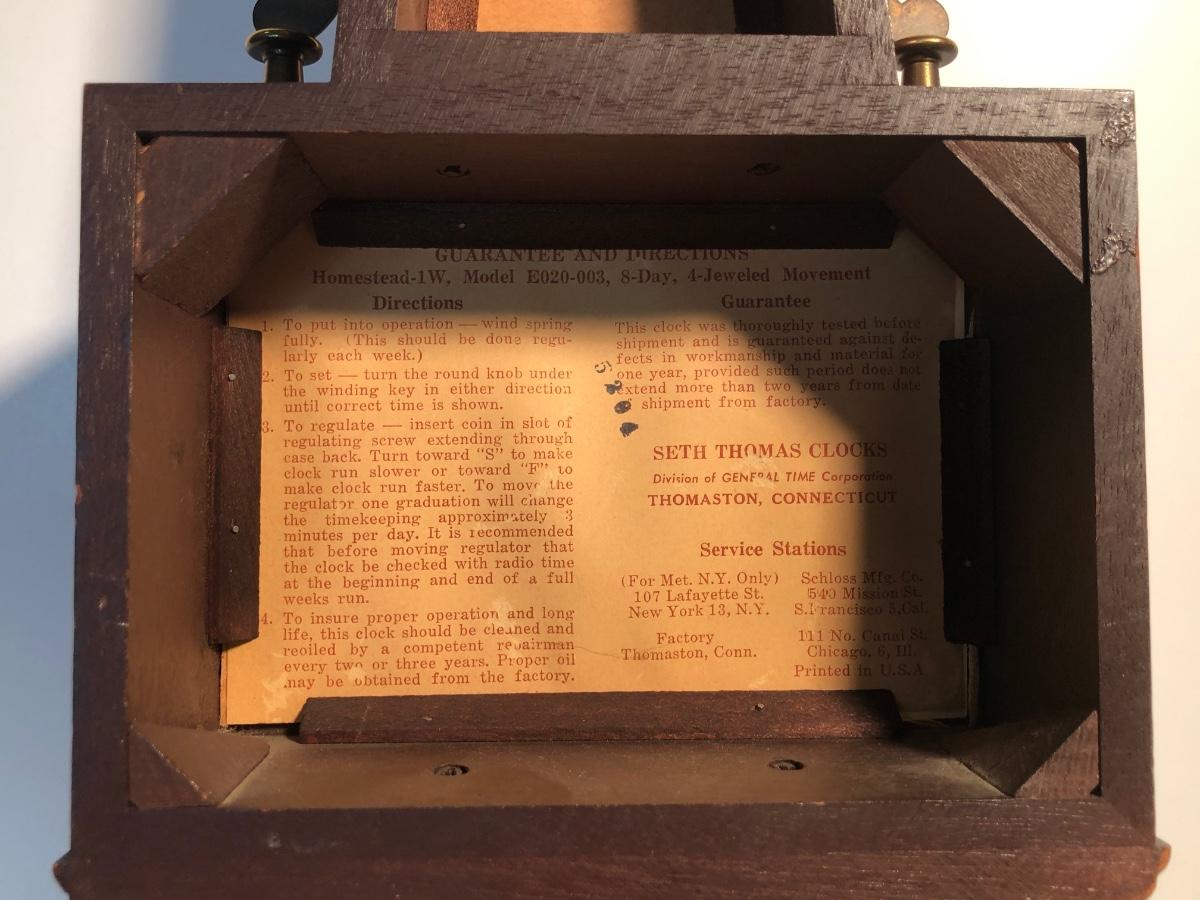 GUARANTEE AND DIRECTIONS
Homestead-1W, Model E020-003, 8-Day, 4-Jeweled Movement
Directions
1. To put into operation — wind spring
fully. (This should be done regu-
larly each week.)
2. To set — turn the round knob under
the winding key in either direction
until correct time is shown.
3. To regulate — insert coin in slot of
regulating screw extending through
case back. Turn toward "S" to make
clock run slower or toward "F" to
make clock run faster. To move the
regulator one graduation will change
the timekeeping approximately 3
minutes per day. It is recommended
that before moving regulator that
the clock be checked with radio time
at the beginning and end of a full
weeks run.
4. To insure proper operation and long
life, this clock should be cleaned and
reoiled by a competent repairman
every two or three years. Proper oil
may be obtained from the factory.
Guarantee
This clock was thoroughly tested before
shipment and is guaranteed against de-
fects in workmanship and material for
one year, provided such period does not
extend more than two years from date
shipment from factory.
SETH THOMAS CLOCKS
Division of GENERAL TIME Corporation
THOMASTON, CONNECTICUT
Service Stations
(For Met. N.Y. Only)
107 Lafayette St.
New York 13, N.Y.
Factory
Thomaston, Conn.
Schloss Mfg. Co.
540 Mission St.
S.Francisco 5,Cal.
111 No. Canal St.
Chicago, 6, Ill.
Printed in U.S.A